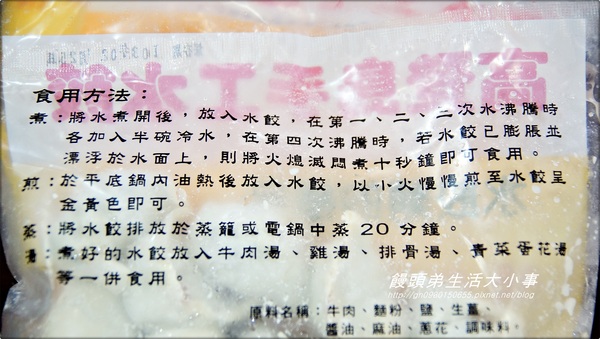 食用方法：
煮：將水煮開後，放入水餃，在第一、二、三次水沸騰時
各加入半碗冷水，在第四次沸騰時，若水餃已膨脹並
漂浮於水面上，則將火熄滅悶煮十秒鐘即可食用。
煎：於平底鍋內油熱後放入水餃，以小火慢慢煎至水餃呈
金黃色即可。
蒸：將水餃排放於蒸籠或電鍋中蒸 20 分鐘。
湯：煮好的水餃放入牛肉湯、雞湯、排骨湯、青菜蛋花湯
等一併食用。
饅頭弟生活大小事
原料名稱：牛肉、麵粉、鹽、生薑、
醬油、麻油、蔥花、調味料。